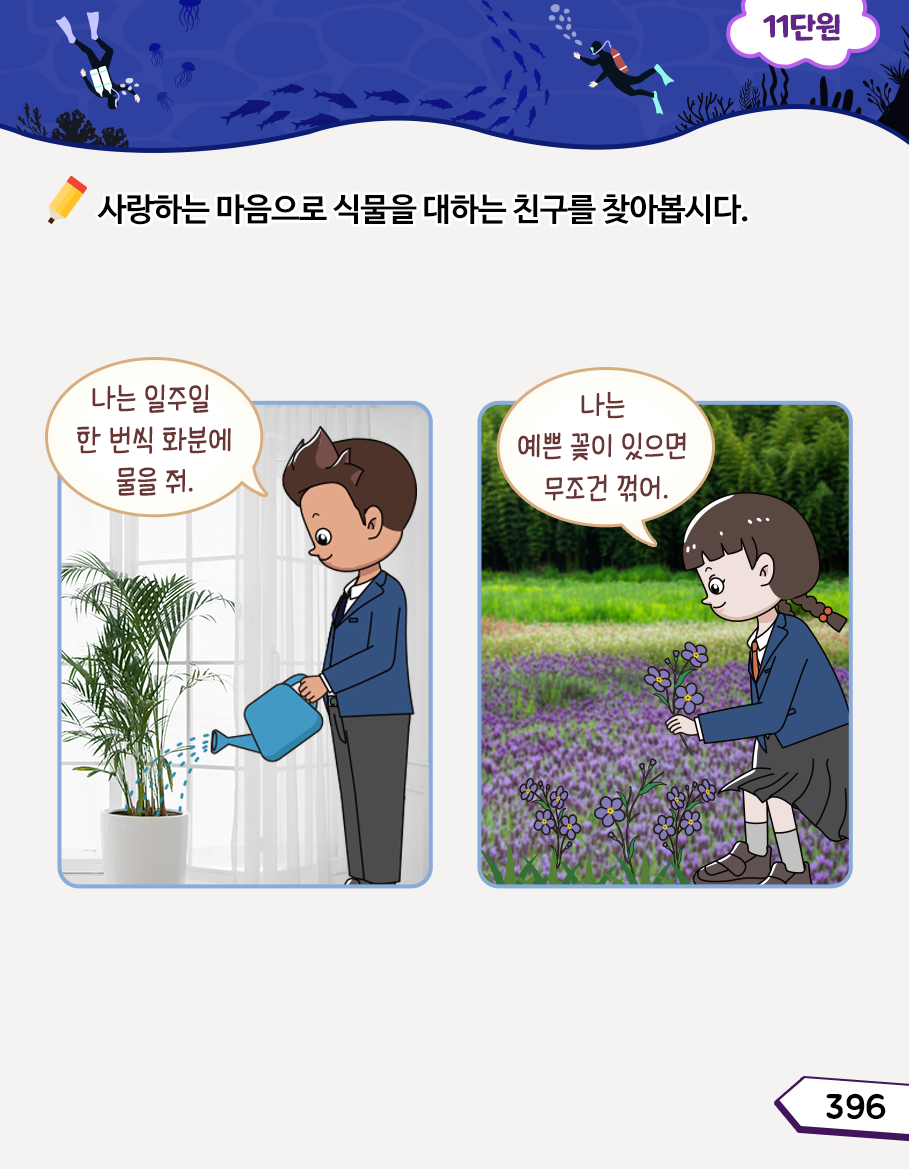 11단원
사랑하는 마음으로 식물을 대하는 친구를 찾아봅시다.
나는 일주일
한 번씩 화분에
물을 줘.
나는
예쁜 꽃이 있으면
무조건 꺾어.
396